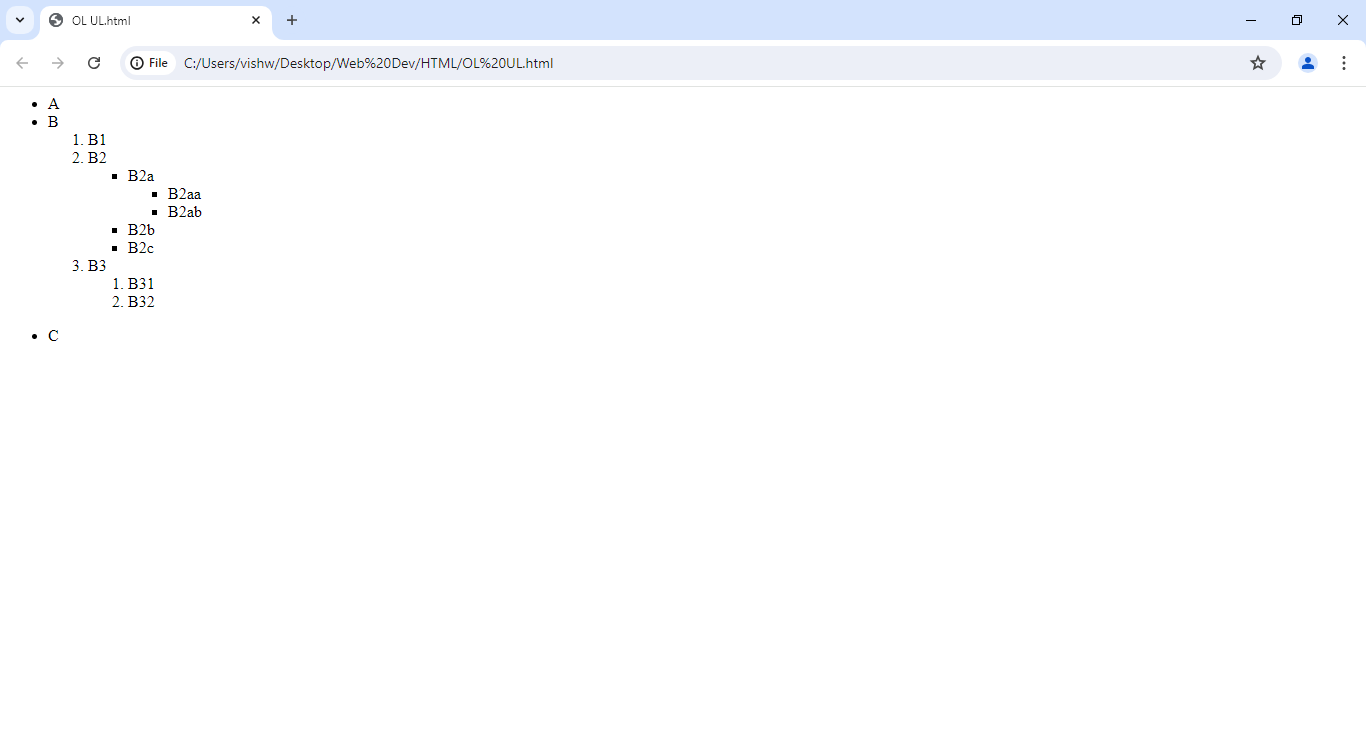 OL UL.html
File C:/Users/vishw/Desktop/Web%20Dev/HTML/OL%20UL.html
• A
• B
1. B1
2. B2
▪ B2a
▪ B2aa
▪ B2ab
▪ B2b
▪ B2c
3. B3
1. B31
2. B32
• C